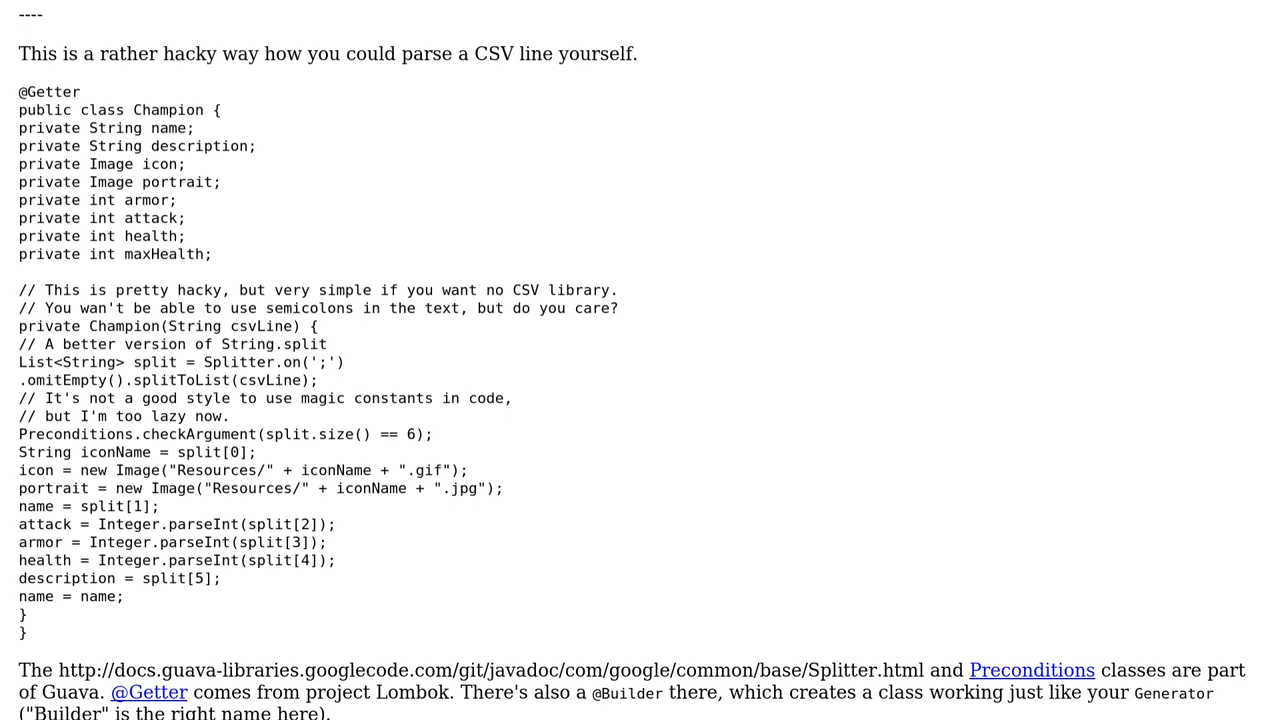 ----
This is a rather hacky way how you could parse a CSV line yourself.
@Getter
public class Champion {
private String name;
private String description;
private Image icon;
private Image portrait;
private int armor;
private int attack;
private int health;
private int maxHealth;
// This is pretty hacky, but very simple if you want no CSV library.
// You wan't be able to use semicolons in the text, but do you care?
private Champion(String csvLine) {
// A better version of String.split
List<String> split = Splitter.on(';')
.omitEmpty().splitToList(csvLine);
// It's not a good style to use magic constants in code,
// but I'm too lazy now.
Preconditions.checkArgument(split.size() == 6);
String iconName = split[0];
icon = new Image("Resources/" + iconName + ".gif");
portrait = new Image("Resources/" + iconName + ".jpg");
name = split[1];
attack = Integer.parseInt(split[2]);
armor = Integer.parseInt(split[3]);
health = Integer.parseInt(split[4]);
description = split[5];
name = name;
}
}
The http://docs.guava-libraries.googlecode.com/git/javadoc/com/google/common/base/Splitter.html and Preconditions classes are part
of Guava. @Getter comes from project Lombok. There's also a @Builder there, which creates a class working just like your Generator
("Builder" is the right name here).